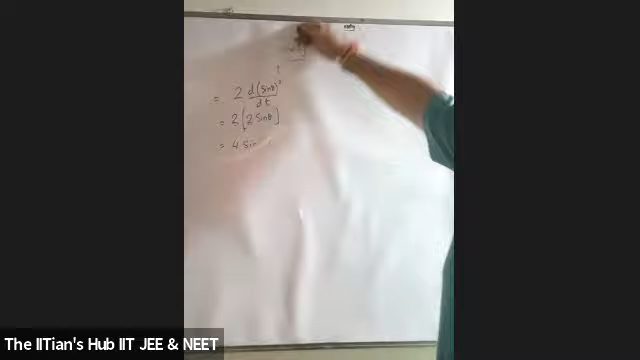 = 2 d(sinθ)²
dt
= 2 [2 sinθ]
= 4 sin
The IITian's Hub IIT JEE & NEET